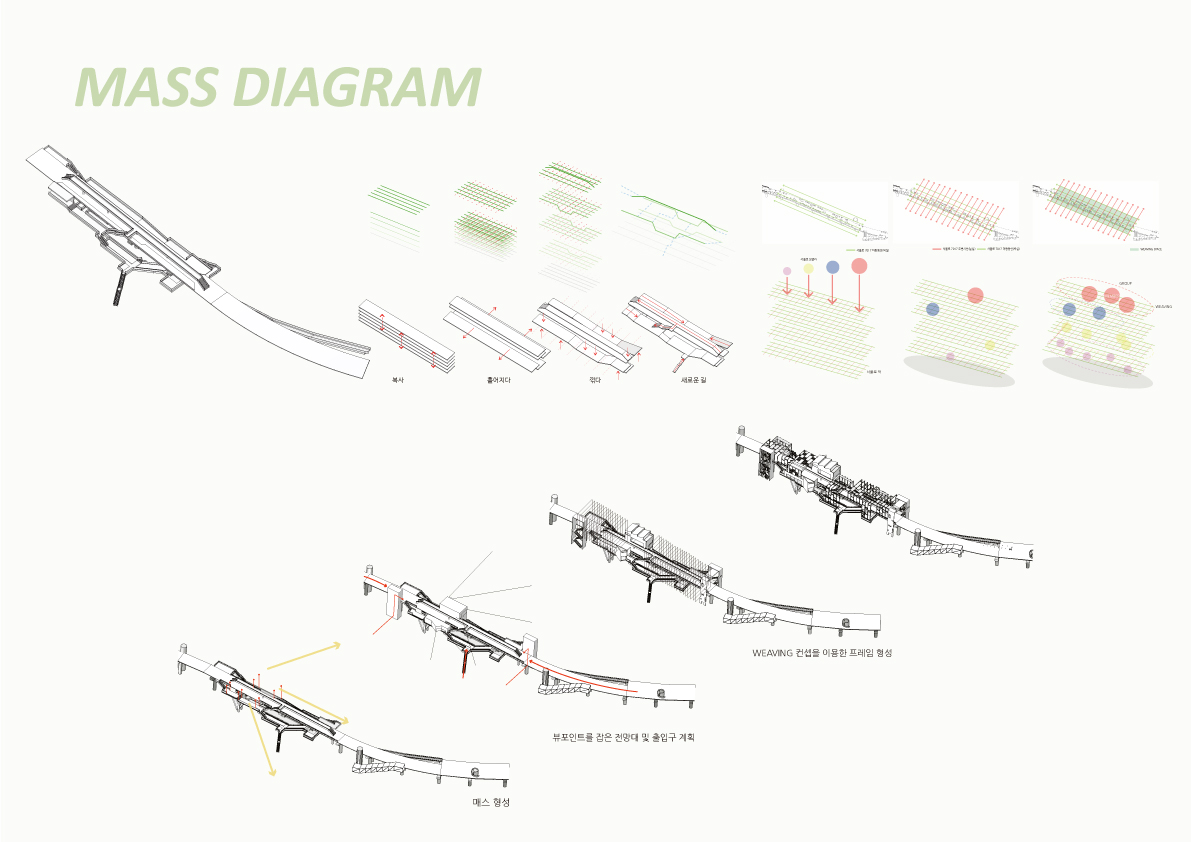 MASS DIAGRAM
WEAVING
GROUP
WEAVING
복사
흩어지다
꺾다
새로운 길
WEAVING 컨셉을 이용한 프레임 형성
뷰포인트를 잡은 전망대 및 출입구 계획
매스 형성